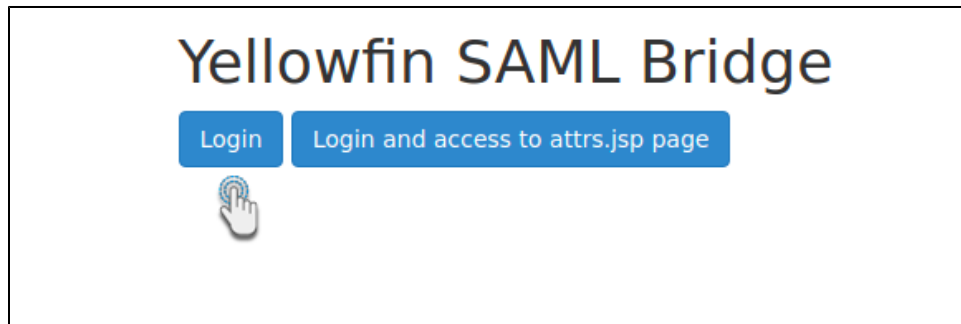 Yellowfin SAML Bridge
Login
Login and access to attrs.jsp page